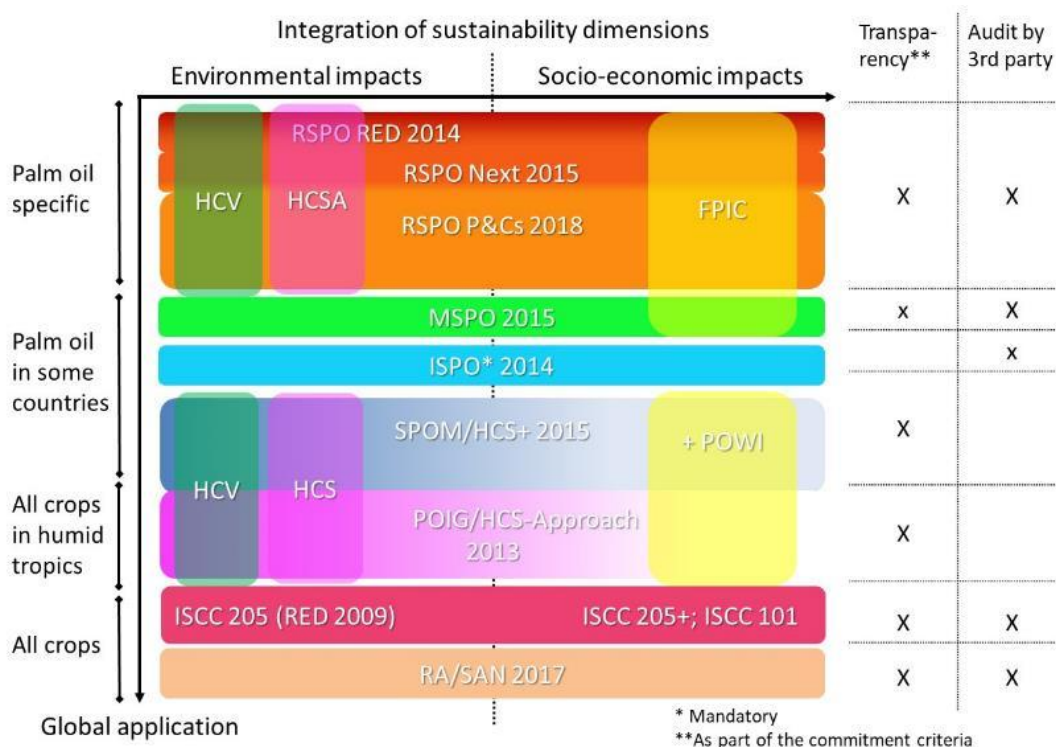 Integration of sustainability dimensions
Environmental impacts
Socio-economic impacts
Transpa-
rency**
Audit by
3rd party
Palm oil
specific
RSPO RED 2014
RSPO Next 2015
RSPO P&Cs 2018
HCV
HCSA
FPIC
X
X
Palm oil
in some
countries
MSPO 2015
x
X
ISPO* 2014
x
SPOM/HCS+ 2015
+ POWI
X
HCV
HCS
All crops
in humid
tropics
POIG/HCS-Approach
2013
X
All crops
ISCC 205 (RED 2009)
ISCC 205+; ISCC 101
X
X
RA/SAN 2017
X
X
Global application
* Mandatory
**As part of the commitment criteria